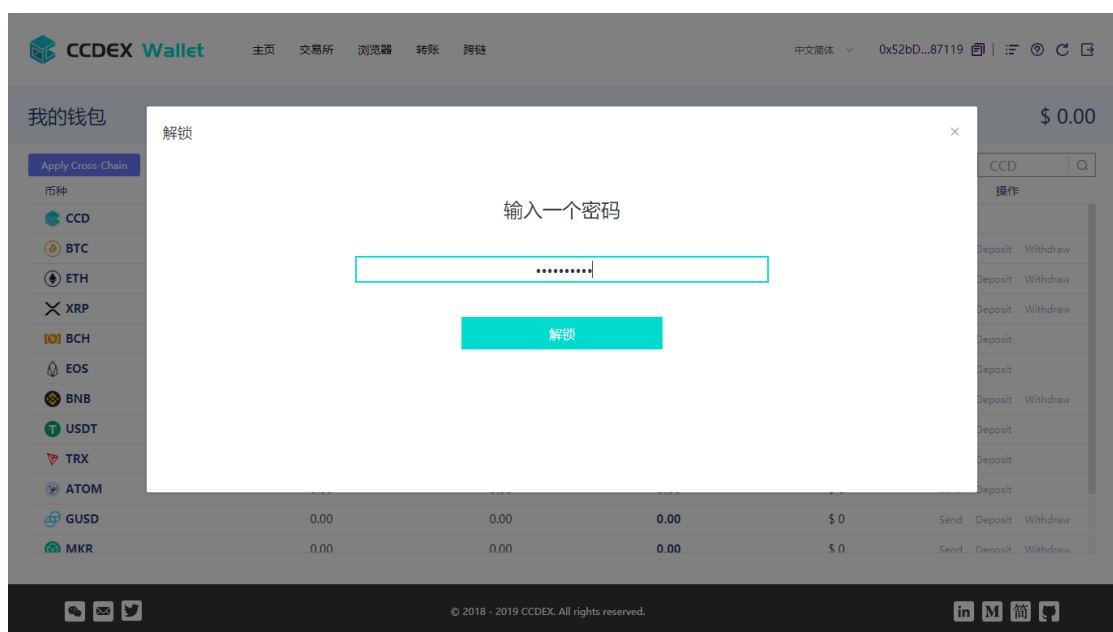 CCDEX Wallet 主页 交易所 浏览器 转账 跨链 中文简体 0x52bD...87119
我的钱包 $ 0.00
解锁 ×
Apply Cross-Chain CCD
币种 操作
输入一个密码
CCD
BTC Deposit Withdraw
••••••••••
ETH Deposit Withdraw
XRP Deposit Withdraw
解锁
BCH Deposit
EOS Deposit
BNB Deposit Withdraw
USDT Deposit
TRX Deposit
ATOM Deposit
GUSD 0.00 0.00 0.00 $ 0 Send Deposit Withdraw
MKR 0.00 0.00 0.00 $ 0 Send Deposit Withdraw
© 2018 - 2019 CCDEX. All rights reserved. in M 简